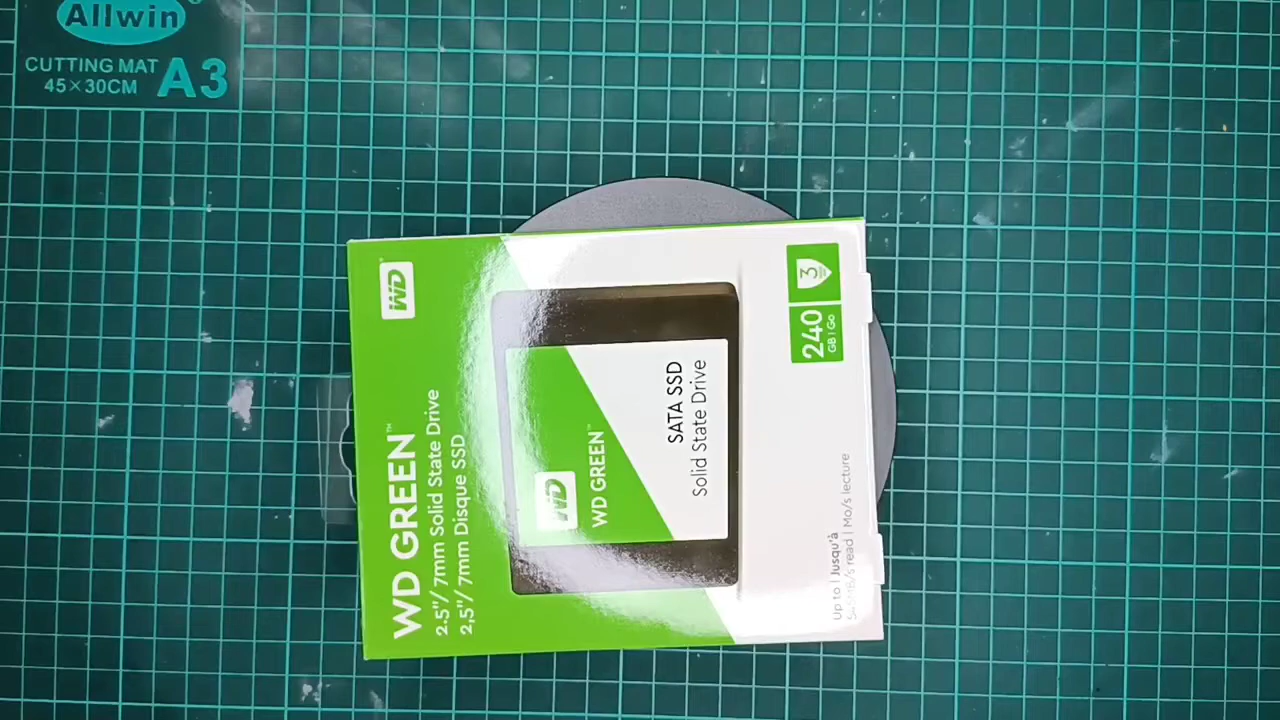 Allwin
CUTTING MAT
45×30CM
A3
WD
WD GREEN™
2.5"/ 7mm Solid State Drive
2,5"/ 7mm Disque SSD
WD
WD GREEN™
SATA SSD
Solid State Drive
3
240
GB | Go
Up to | Jusqu'à
read | Mo/s lecture